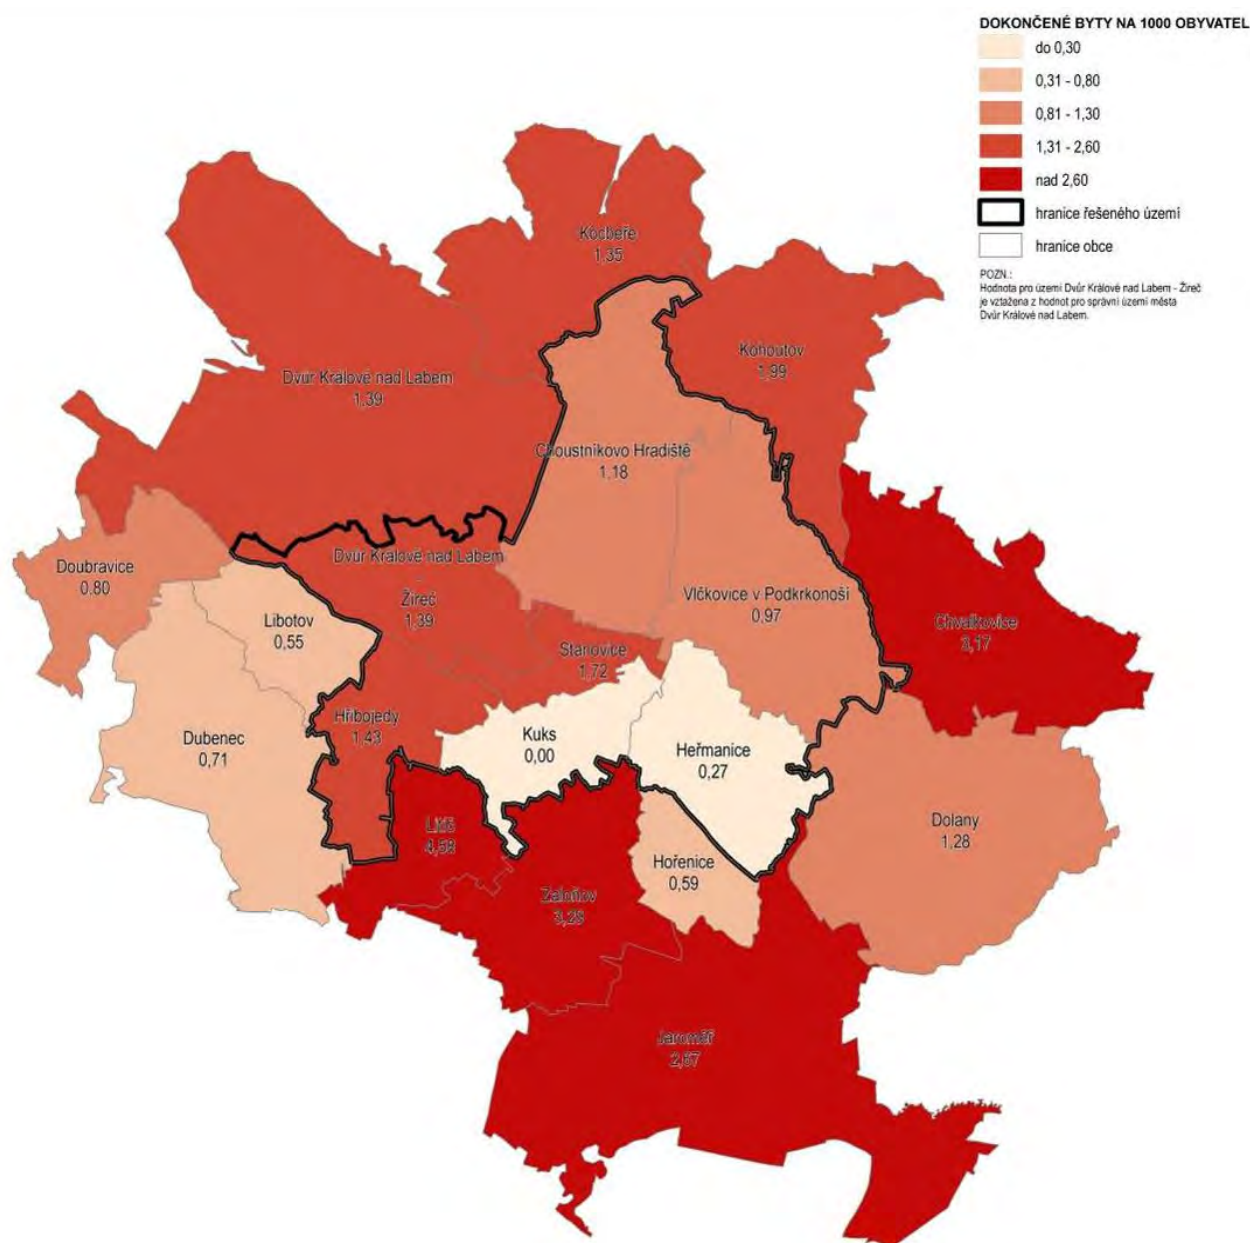 DOKONČENÉ BYTY NA 1000 OBYVATEL
do 0,30
0,31 - 0,80
0,81 - 1,30
1,31 - 2,60
nad 2,60
hranice řešeného území
hranice obce
POZN.:
Hodnota pro území Dvůr Králové nad Labem - Žireč
je vztažena z hodnot pro správní území města
Dvůr Králové nad Labem.
Kocbeře
1,35
Kohoutov
1,99
Dvůr Králové nad Labem
1,39
Choustníkovo Hradiště
1,18
Doubravice
0,80
Dvůr Králové nad Labem
-
Žireč
1,39
Vlčkovice v Podkrkonoší
0,97
Libotov
0,55
Chvalkovice
3,17
Stanovice
1,72
Hřibojedy
1,43
Dubenec
0,71
Kuks
0,00
Heřmanice
0,27
Litíč
Dolany
1,28
Hořenice
0,59
Zaloňov
Jaroměř
2,67